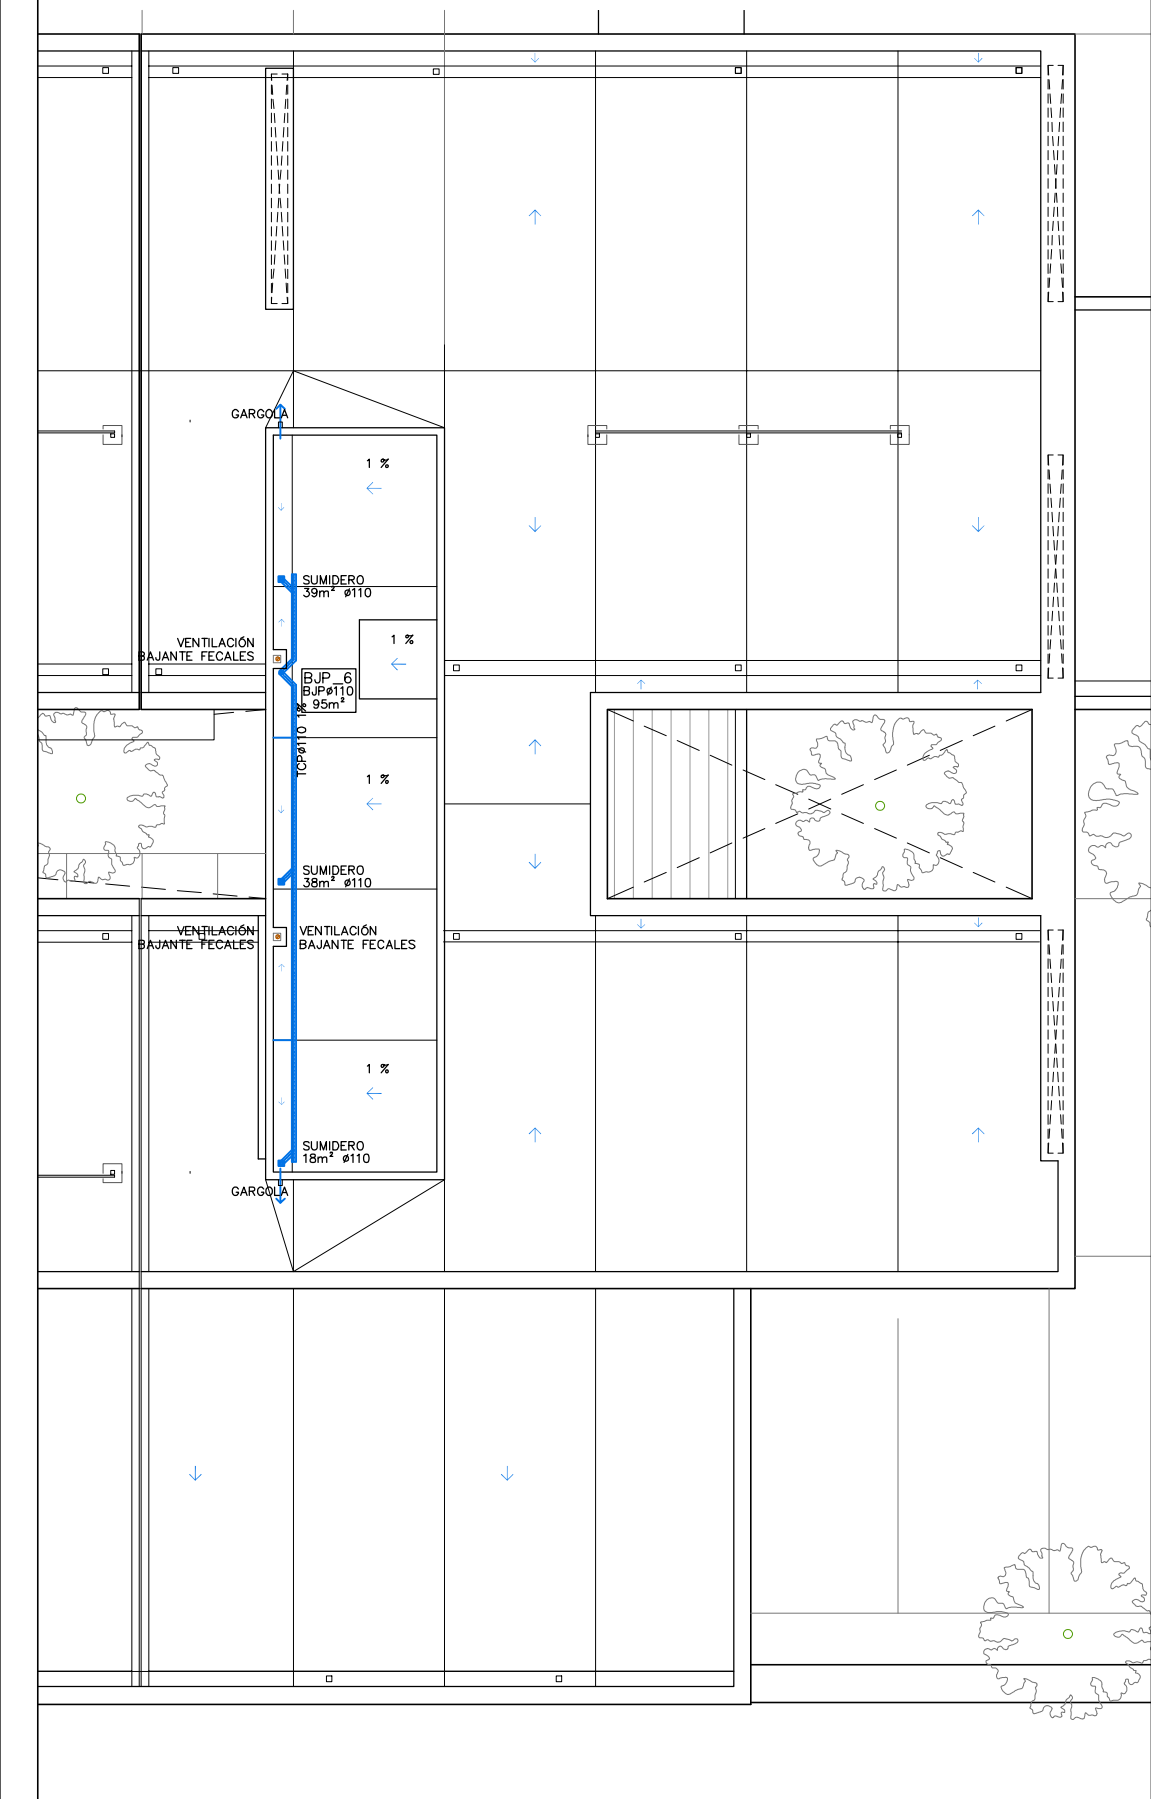 GARGOLA
1 %
SUMIDERO
39m² ø110
1 %
VENTILACIÓN
BAJANTE FECALES
BJP_6
BJPø110
95m²
TCPø110 1%
1 %
SUMIDERO
38m² ø110
VENTILACIÓN
BAJANTE FECALES
VENTILACIÓN
BAJANTE FECALES
1 %
SUMIDERO
18m² ø110
GARGOLA